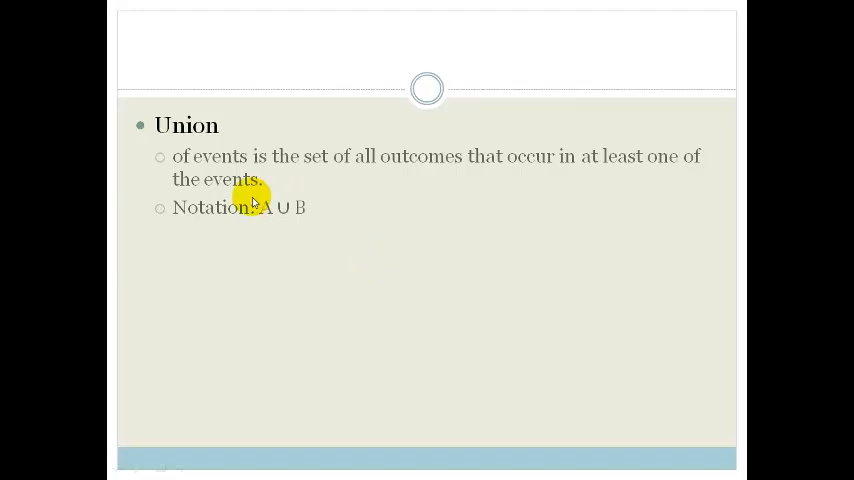 Union
of events is the set of all outcomes that occur in at least one of
the events.
Notation: A ∪ B